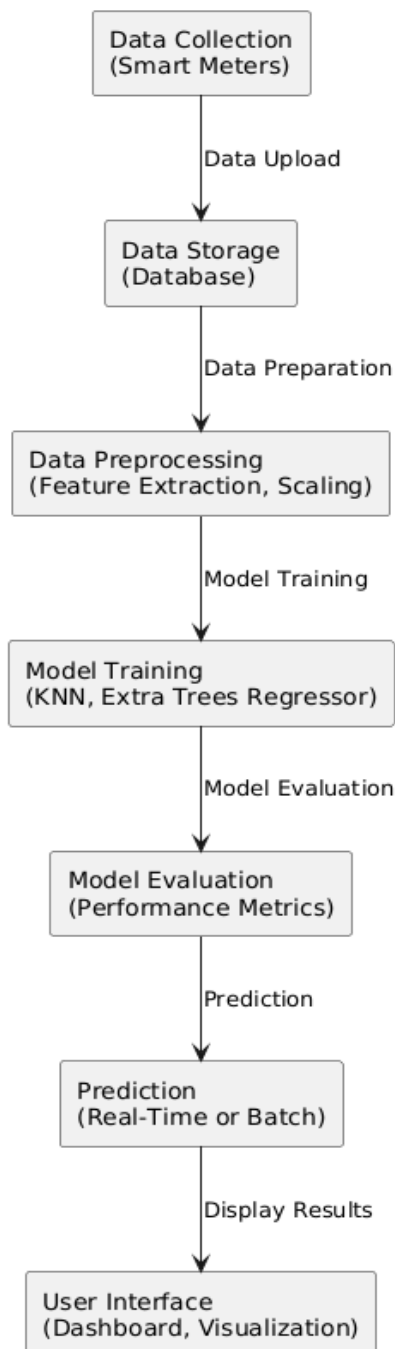 Data Collection
(Smart Meters)
Data Upload
Data Storage
(Database)
Data Preparation
Data Preprocessing
(Feature Extraction, Scaling)
Model Training
Model Training
(KNN, Extra Trees Regressor)
Model Evaluation
Model Evaluation
(Performance Metrics)
Prediction
Prediction
(Real-Time or Batch)
Display Results
User Interface
(Dashboard, Visualization)